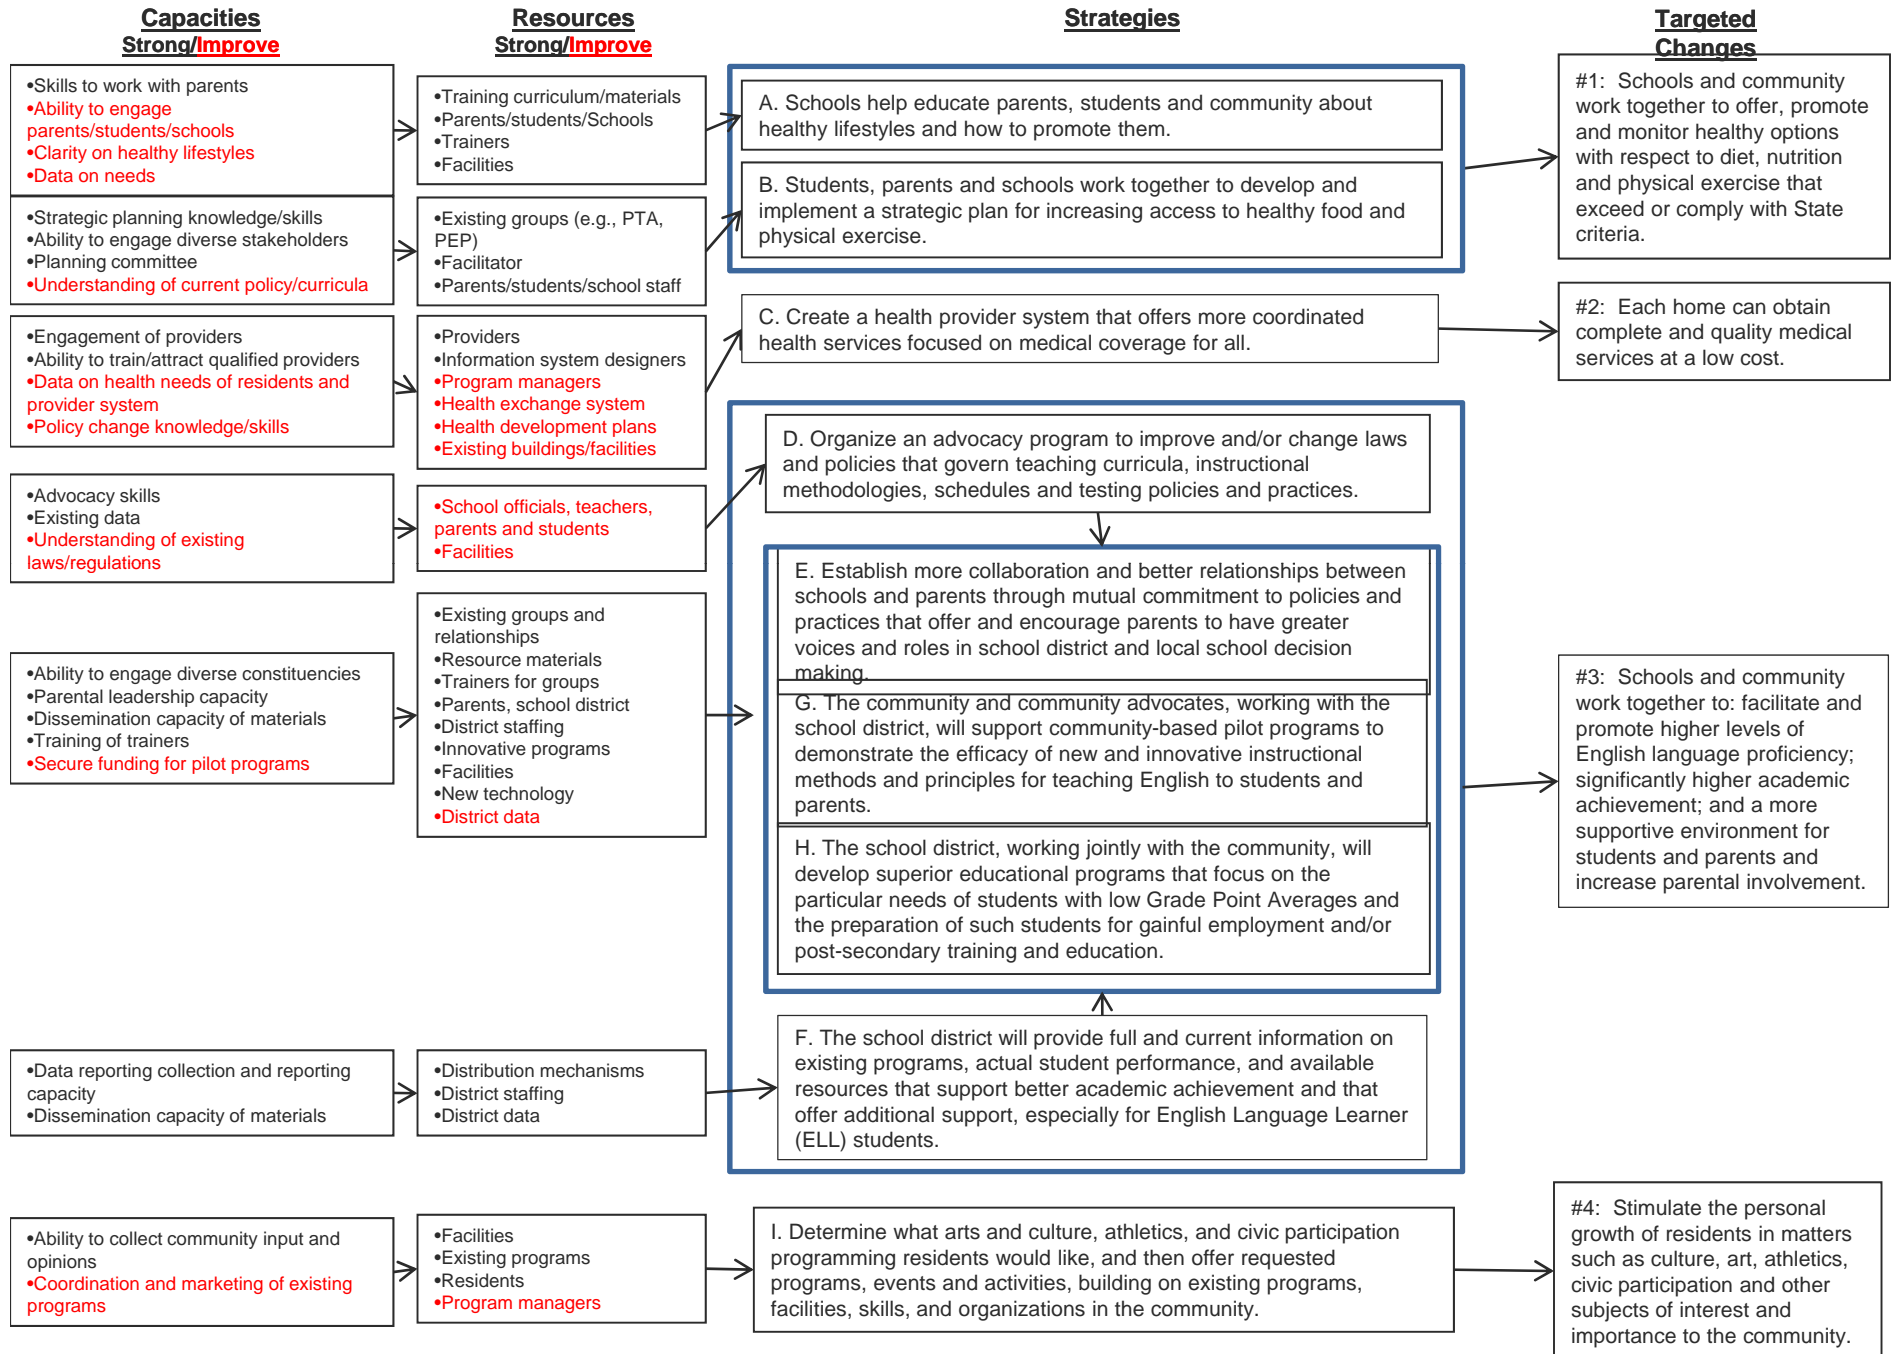 Capacities
Strong/Improve
Resources
Strong/Improve
Strategies
Targeted
Changes
•Skills to work with parents
•Ability to engage
parents/students/schools
•Clarity on healthy lifestyles
•Data on needs
•Training curriculum/materials
•Parents/students/Schools
•Trainers
•Facilities
A. Schools help educate parents, students and community about
healthy lifestyles and how to promote them.
#1:  Schools and community
work together to offer, promote
and monitor healthy options
with respect to diet, nutrition
and physical exercise that
exceed or comply with State
criteria.
•Strategic planning knowledge/skills
•Ability to engage diverse stakeholders
•Planning committee
•Understanding of current policy/curricula
•Existing groups (e.g., PTA,
PEP)
•Facilitator
•Parents/students/school staff
B. Students, parents and schools work together to develop and
implement a strategic plan for increasing access to healthy food and
physical exercise.
•Engagement of providers
•Ability to train/attract qualified providers
•Data on health needs of residents and
provider system
•Policy change knowledge/skills
•Providers
•Information system designers
•Program managers
•Health exchange system
•Health development plans
•Existing buildings/facilities
C. Create a health provider system that offers more coordinated
health services focused on medical coverage for all.
#2:  Each home can obtain
complete and quality medical
services at a low cost.
•Advocacy skills
•Existing data
•Understanding of existing
laws/regulations
•School officials, teachers,
parents and students
•Facilities
D. Organize an advocacy program to improve and/or change laws
and policies that govern teaching curricula, instructional
methodologies, schedules and testing policies and practices.
•Ability to engage diverse constituencies
•Parental leadership capacity
•Dissemination capacity of materials
•Training of trainers
•Secure funding for pilot programs
•Existing groups and
relationships
•Resource materials
•Trainers for groups
•Parents, school district
•District staffing
•Innovative programs
•Facilities
•New technology
•District data
E. Establish more collaboration and better relationships between
schools and parents through mutual commitment to policies and
practices that offer and encourage parents to have greater
voices and roles in school district and local school decision
making.
G. The community and community advocates, working with the
school district, will support community-based pilot programs to
demonstrate the efficacy of new and innovative instructional
methods and principles for teaching English to students and
parents.
H. The school district, working jointly with the community, will
develop superior educational programs that focus on the
particular needs of students with low Grade Point Averages and
the preparation of such students for gainful employment and/or
post-secondary training and education.
#3:  Schools and community
work together to: facilitate and
promote higher levels of
English language proficiency;
significantly higher academic
achievement; and a more
supportive environment for
students and parents and
increase parental involvement.
•Data reporting collection and reporting
capacity
•Dissemination capacity of materials
•Distribution mechanisms
•District staffing
•District data
F. The school district will provide full and current information on
existing programs, actual student performance, and available
resources that support better academic achievement and that
offer additional support, especially for English Language Learner
(ELL) students.
•Ability to collect community input and
opinions
•Coordination and marketing of existing
programs
•Facilities
•Existing programs
•Residents
•Program managers
I. Determine what arts and culture, athletics, and civic participation
programming residents would like, and then offer requested
programs, events and activities, building on existing programs,
facilities, skills, and organizations in the community.
#4:  Stimulate the personal
growth of residents in matters
such as culture, art, athletics,
civic participation and other
subjects of interest and
importance to the community.